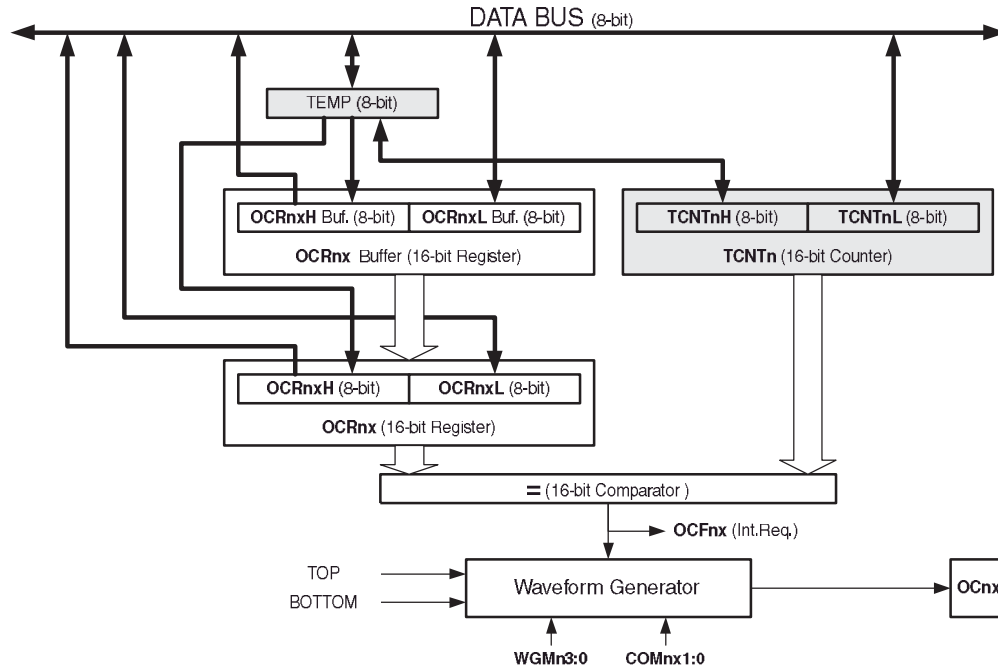 DATA BUS (8-bit)
TEMP (8-bit)
OCRnxH Buf. (8-bit) OCRnxL Buf. (8-bit)
OCRnx Buffer (16-bit Register)
TCNTnH (8-bit) TCNTnL (8-bit)
TCNTn (16-bit Counter)
OCRnxH (8-bit) OCRnxL (8-bit)
OCRnx (16-bit Register)
= (16-bit Comparator )
OCFnx (Int.Req.)
TOP
BOTTOM
Waveform Generator
OCnx
WGMn3:0 COMnx1:0